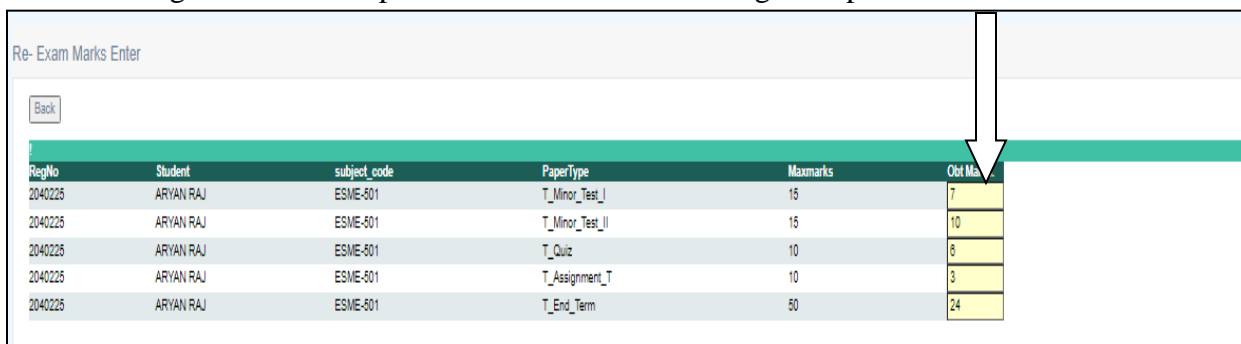 Re- Exam Marks Enter
Back
!
RegNo Student subject_code PaperType Maxmarks Obt
2040225 ARYAN RAJ ESME-501 T_Minor_Test_I 15 7
2040225 ARYAN RAJ ESME-501 T_Minor_Test_II 15 10
2040225 ARYAN RAJ ESME-501 T_Quiz 10 6
2040225 ARYAN RAJ ESME-501 T_Assignment_T 10 3
2040225 ARYAN RAJ ESME-501 T_End_Term 50 24